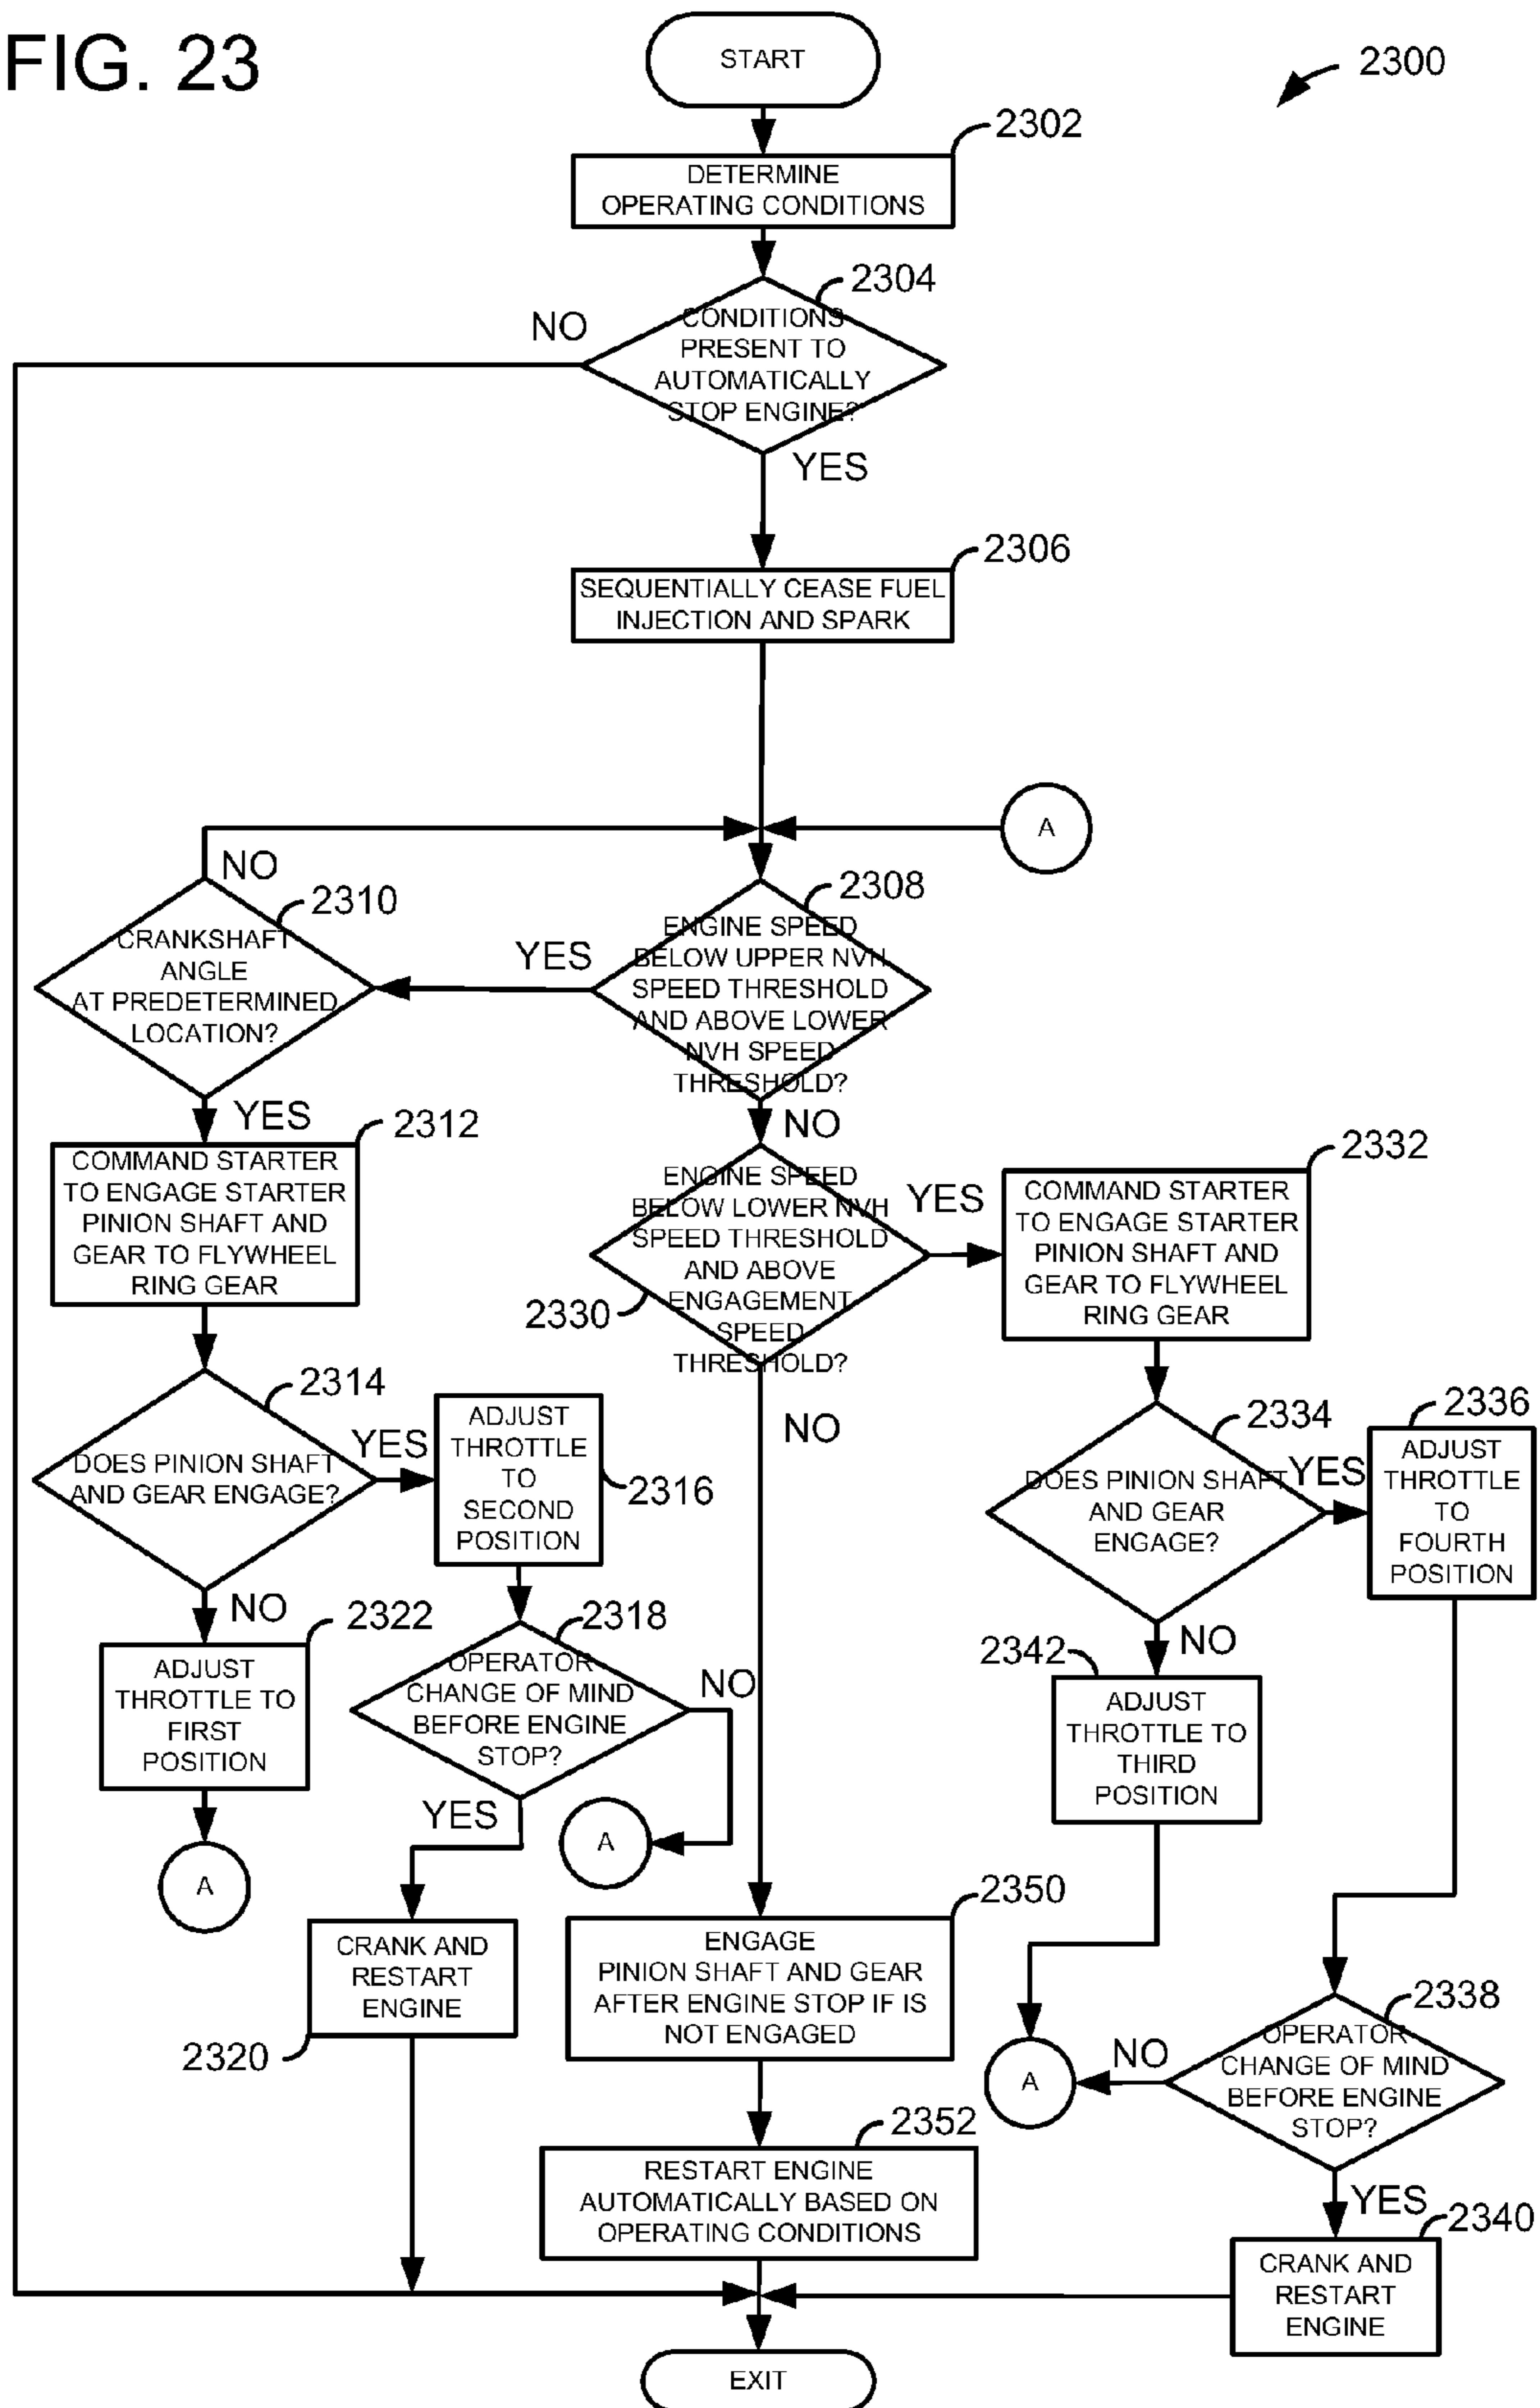 FIG. 23
START
2300
2302
DETERMINE
OPERATING CONDITIONS
2304
NO
CONDITIONS
PRESENT TO
AUTOMATICALLY
STOP ENGINE?
YES
2306
SEQUENTIALLY CEASE FUEL
INJECTION AND SPARK
A
NO
2310
CRANKSHAFT
ANGLE
AT PREDETERMINED
LOCATION?
YES
2308
ENGINE SPEED
BELOW UPPER NVH
SPEED THRESHOLD
AND ABOVE LOWER
NVH SPEED
THRESHOLD?
YES
NO
2312
COMMAND STARTER
TO ENGAGE STARTER
PINION SHAFT AND
GEAR TO FLYWHEEL
RING GEAR
ENGINE SPEED
BELOW LOWER NVH
SPEED THRESHOLD
AND ABOVE
ENGAGEMENT
SPEED
THRESHOLD?
2330
YES
2332
COMMAND STARTER
TO ENGAGE STARTER
PINION SHAFT AND
GEAR TO FLYWHEEL
RING GEAR
2314
DOES PINION SHAFT
AND GEAR ENGAGE?
YES
ADJUST
THROTTLE
TO
SECOND
POSITION
2316
NO
2334
DOES PINION SHAFT
AND GEAR
ENGAGE?
YES
2336
ADJUST
THROTTLE
TO
FOURTH
POSITION
NO
2322
ADJUST
THROTTLE TO
FIRST
POSITION
A
2318
OPERATOR
CHANGE OF MIND
BEFORE ENGINE
STOP?
NO
YES
A
NO
2342
ADJUST
THROTTLE TO
THIRD
POSITION
CRANK AND
RESTART
ENGINE
2320
2350
ENGAGE
PINION SHAFT AND GEAR
AFTER ENGINE STOP IF IS
NOT ENGAGED
A
NO
2338
OPERATOR
CHANGE OF MIND
BEFORE ENGINE
STOP?
2352
RESTART ENGINE
AUTOMATICALLY BASED ON
OPERATING CONDITIONS
YES
2340
CRANK AND
RESTART
ENGINE
EXIT